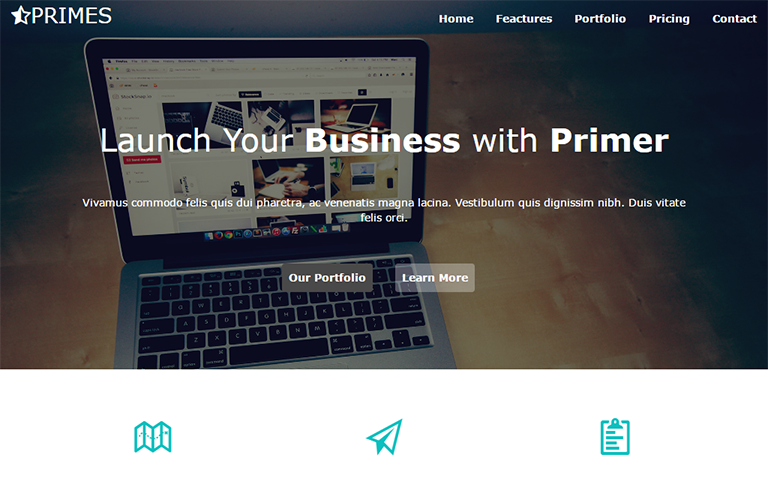 PRIMES
Home Feactures Portfolio Pricing Contact
Launch Your Business with Primer
Vivamus commodo felis quis dui pharetra, ac venenatis magna lacina. Vestibulum quis dignissim nibh. Duis vitate
felis orci.
Our Portfolio Learn More